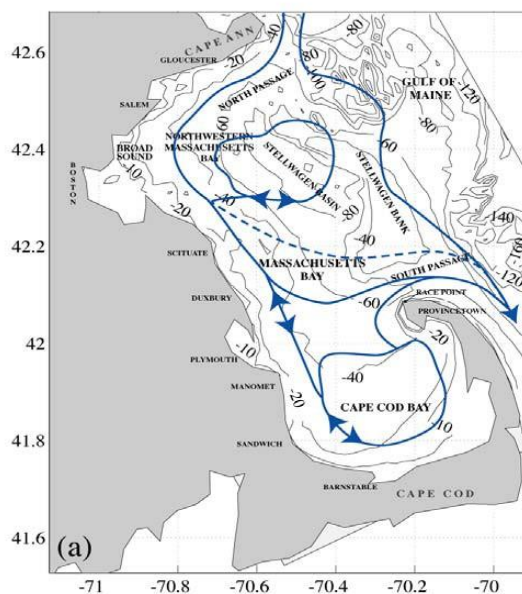 42.6
42.4
42.2
42
41.8
41.6
CAPE ANN
GLOUCESTER
-40
-20
-80
-80
-100
NORTH PASSAGE
GULF OF
MAINE
-120
SALEM
-60
-80
-60
BROAD
SOUND
NORTHWESTERN
MASSACHUSETTS
BAY
BOSTON
-10
STELLWAGEN BASIN
STELLWAGEN BANK
-40
-80
-20
-140
-40
-120
SCITUATE
MASSACHUSETTS
BAY
SOUTH PASSAGE
DUXBURY
-60
RACE POINT
PROVINCETOWN
-20
PLYMOUTH
-10
MANOMET
-40
-20
CAPE COD BAY
-10
SANDWICH
BARNSTABLE
CAPE COD
(a)
-71
-70.8
-70.6
-70.4
-70.2
-70